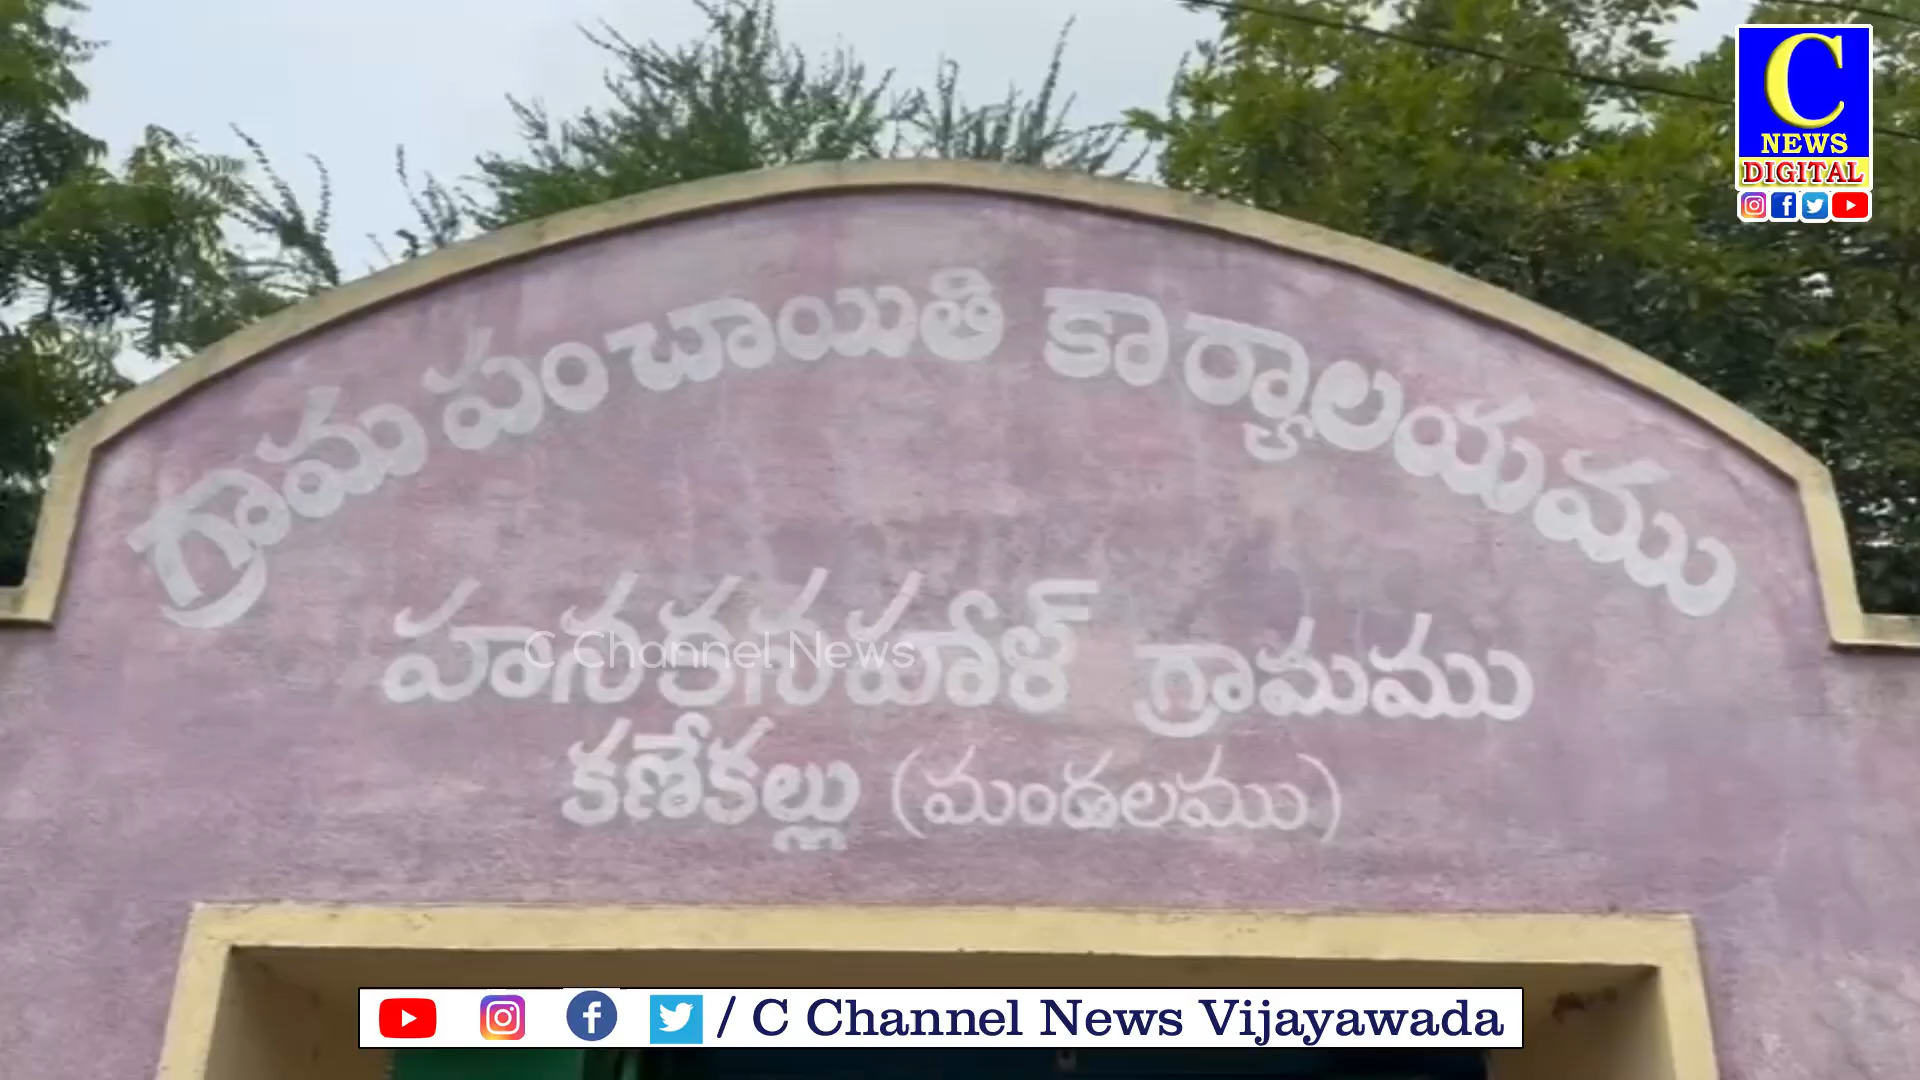 C
NEWS
DIGITAL
గ్రామ పంచాయితి కార్యాలయము
హనకనహాళ్ గ్రామము
C Channel News
కణేకల్లు (మండలము)
/ C Channel News Vijayawada